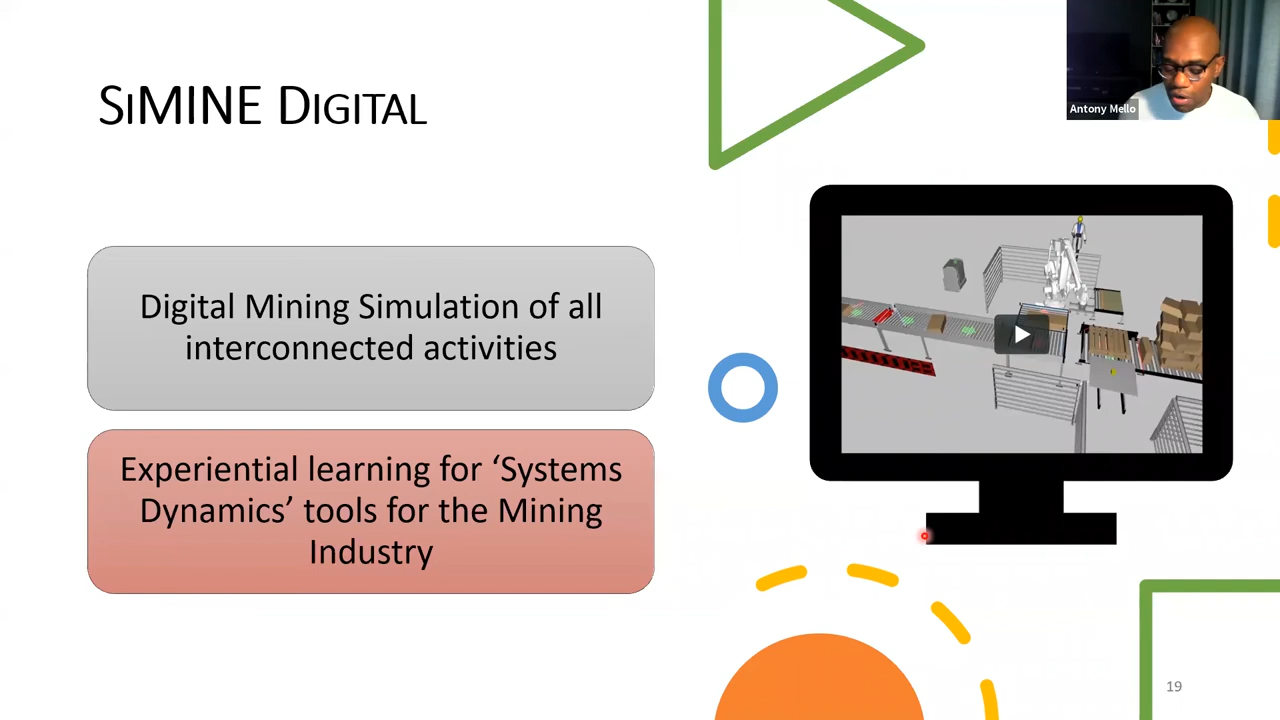 SiMINE Digital
Antony Mello
Digital Mining Simulation of all
interconnected activities
Experiential learning for ‘Systems
Dynamics’ tools for the Mining
Industry
19